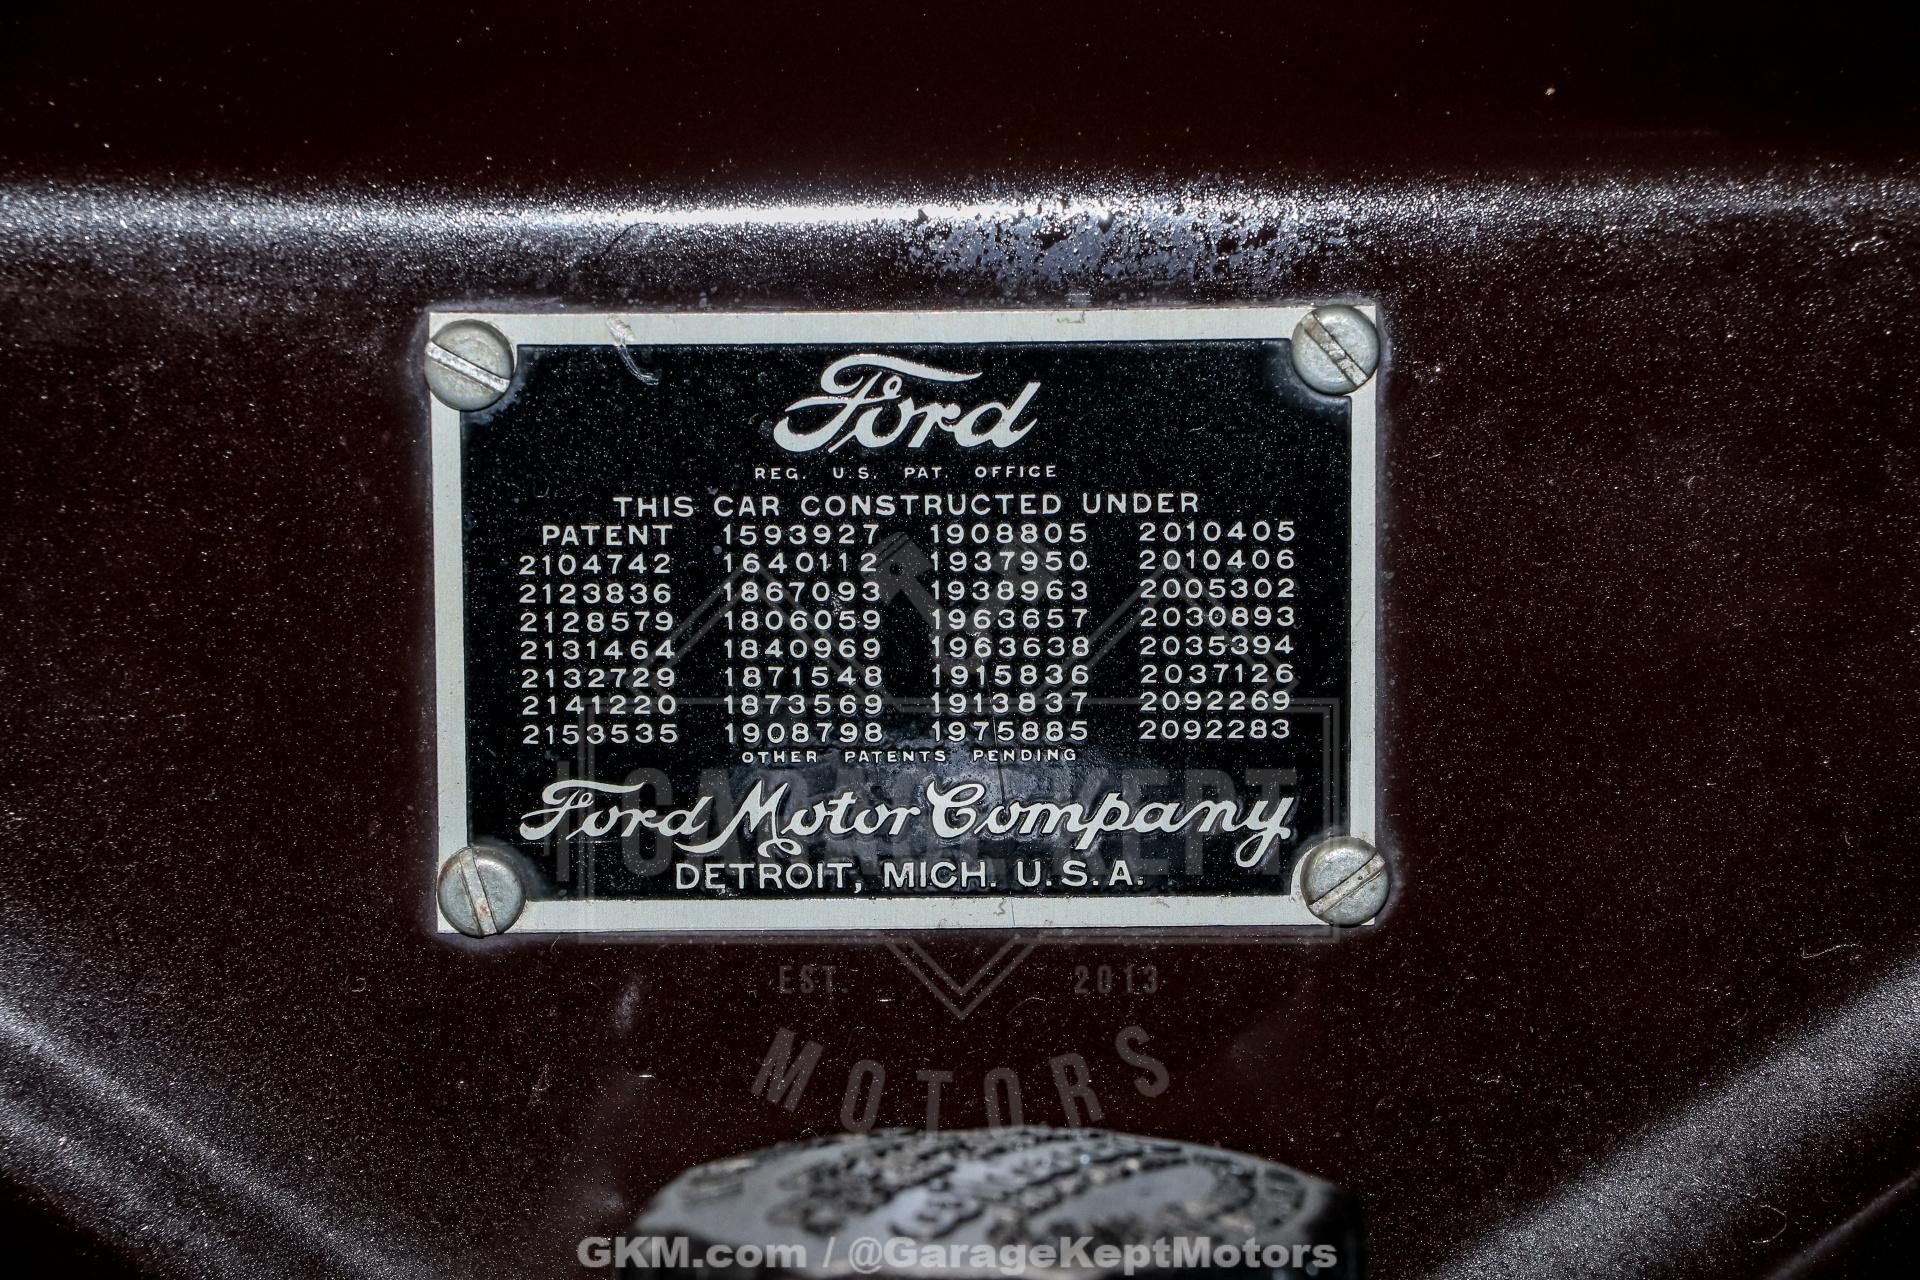 Ford
REG. U.S. PAT. OFFICE
THIS CAR CONSTRUCTED UNDER
PATENT 1593927 1908805 2010405
2104742 1640112 1937950 2010406
2123836 1867093 1938963 2005302
2128579 1806059 1963657 2030893
2131464 1840969 1963638 2035394
2132729 1871548 1915836 2037126
2141220 1873569 1913837 2092269
2153535 1908798 1975885 2092283
OTHER PATENTS PENDING
Ford Motor Company
DETROIT, MICH. U.S.A.
GARAGE KEPT
EST. 2013
MOTORS
GKM.com / @GarageKeptMotors